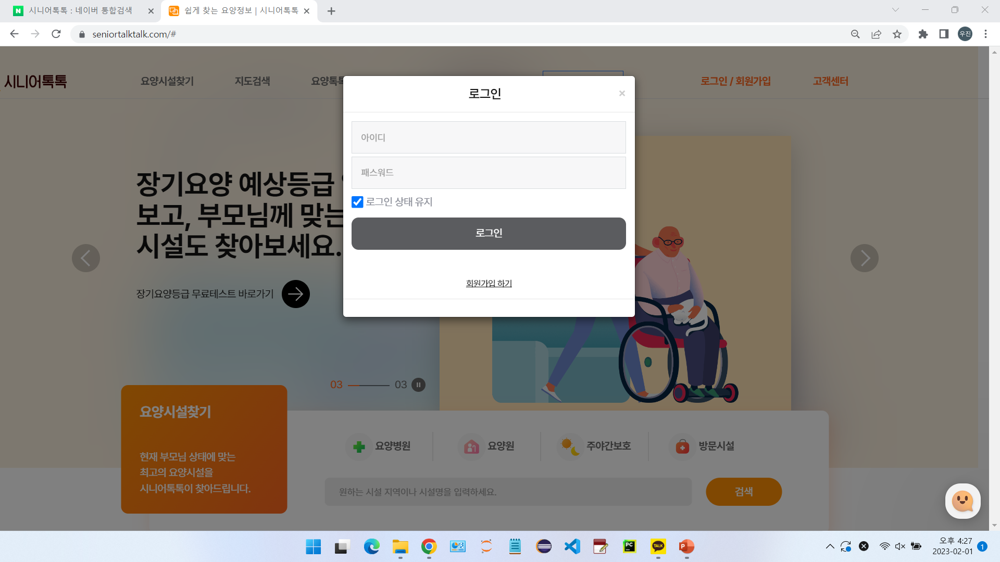 시니어톡톡 : 네이버 통합검색
쉽게 찾는 요양정보 | 시니어톡톡
seniortalktalk.com/#
우진
시니어톡톡
요양시설찾기
지도검색
요양톡톡
로그인 / 회원가입
고객센터
로그인
×
아이디
패스워드
로그인 상태 유지
로그인
회원가입 하기
장기요양 예상등급
보고, 부모님께 맞는
시설도 찾아보세요.
장기요양등급 무료테스트 바로가기
03
03
요양시설찾기
현재 부모님 상태에 맞는
최고의 요양시설을
시니어톡톡이 찾아드립니다.
요양병원
요양원
주야간보호
방문시설
원하는 시설 지역이나 시설명을 입력하세요.
검색
PC
TALK
P
오후 4:27
2023-02-01
1